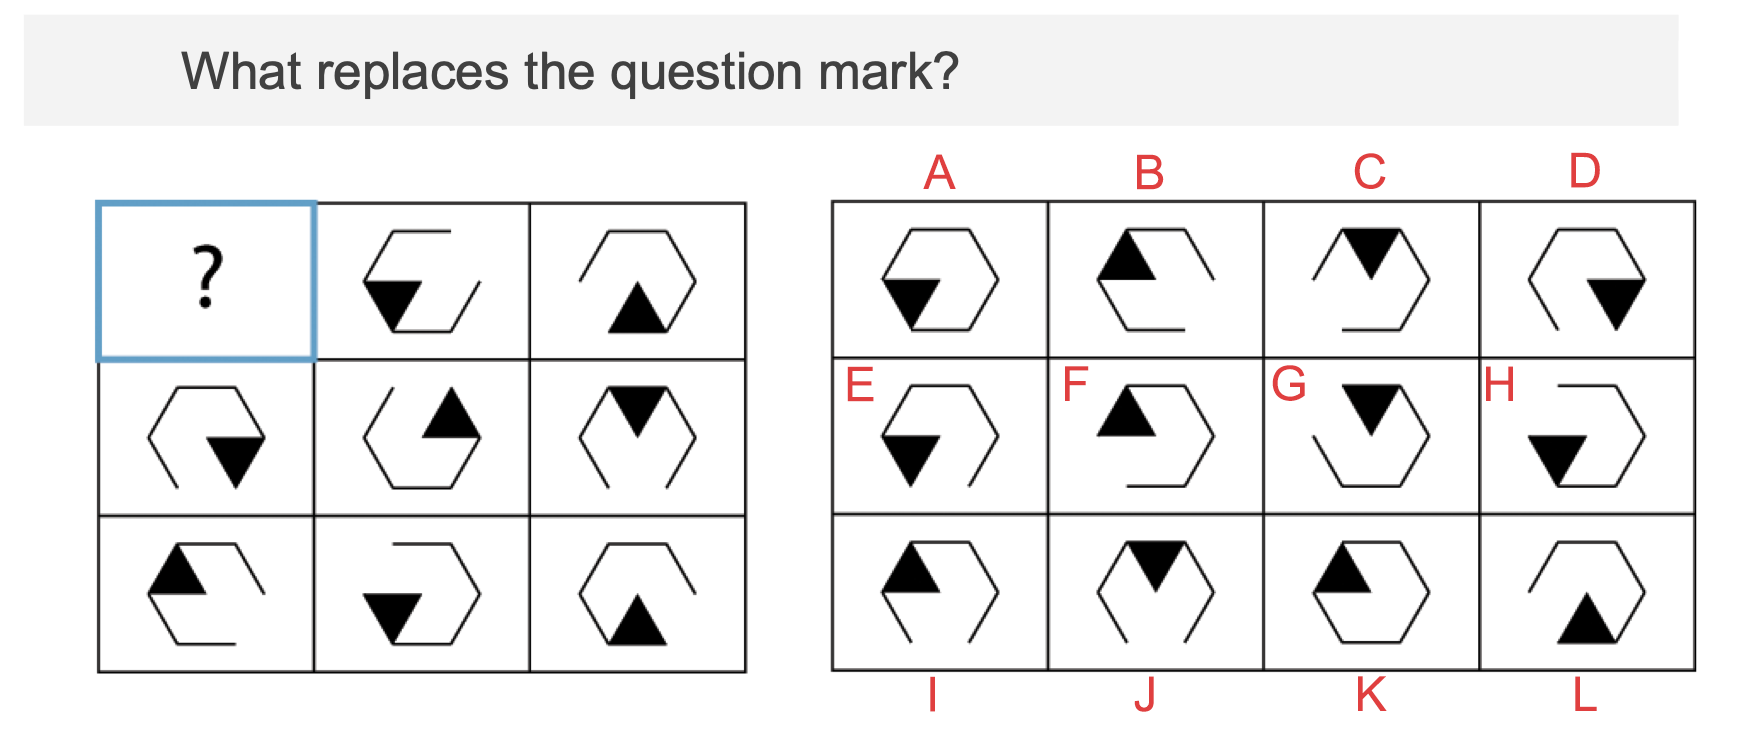 What replaces the question mark?
A B C D
?
E F G H
I J K L